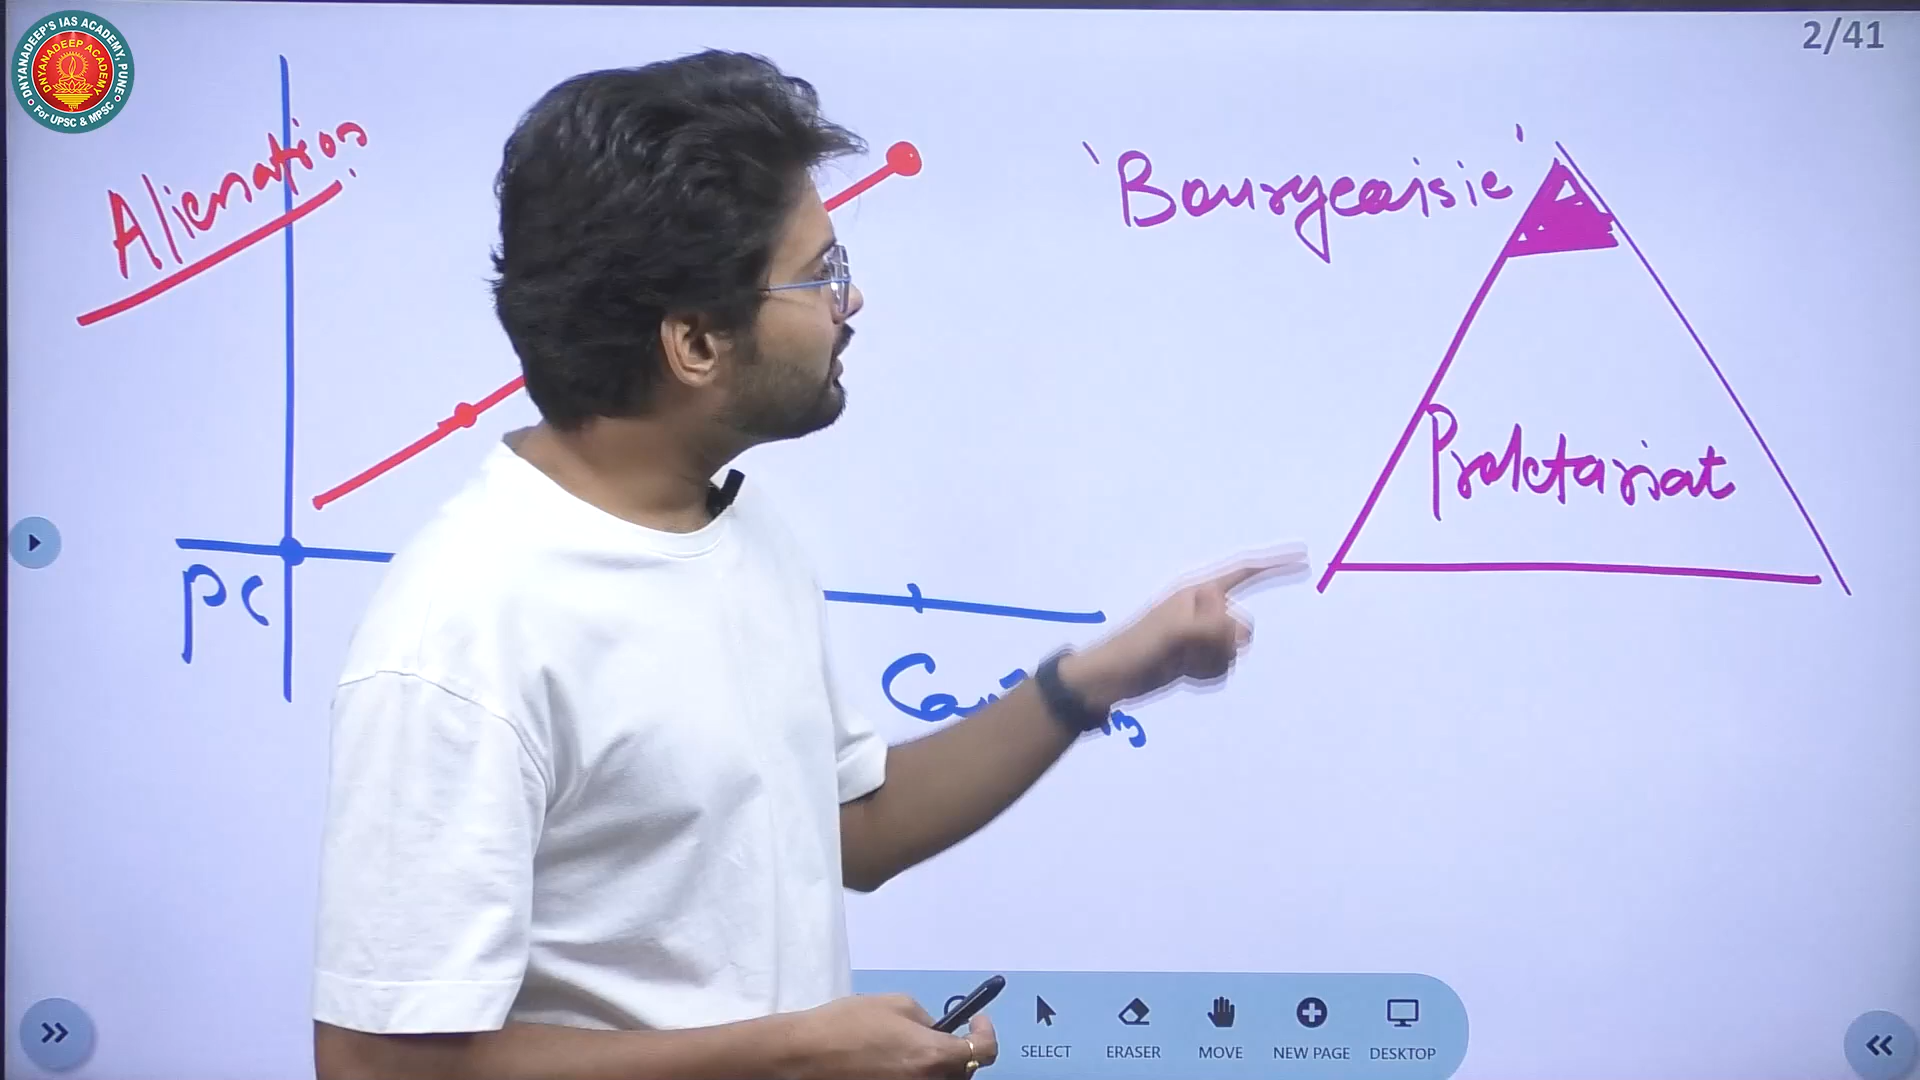 DNYANADEEP'S IAS ACADEMY, PUNE
DNYANADEEP ACADEMY
For UPSC & MPSC
2/41
Alienation
'Bourgeoisie'
Proletariat
PC
SELECT
ERASER
MOVE
NEW PAGE
DESKTOP